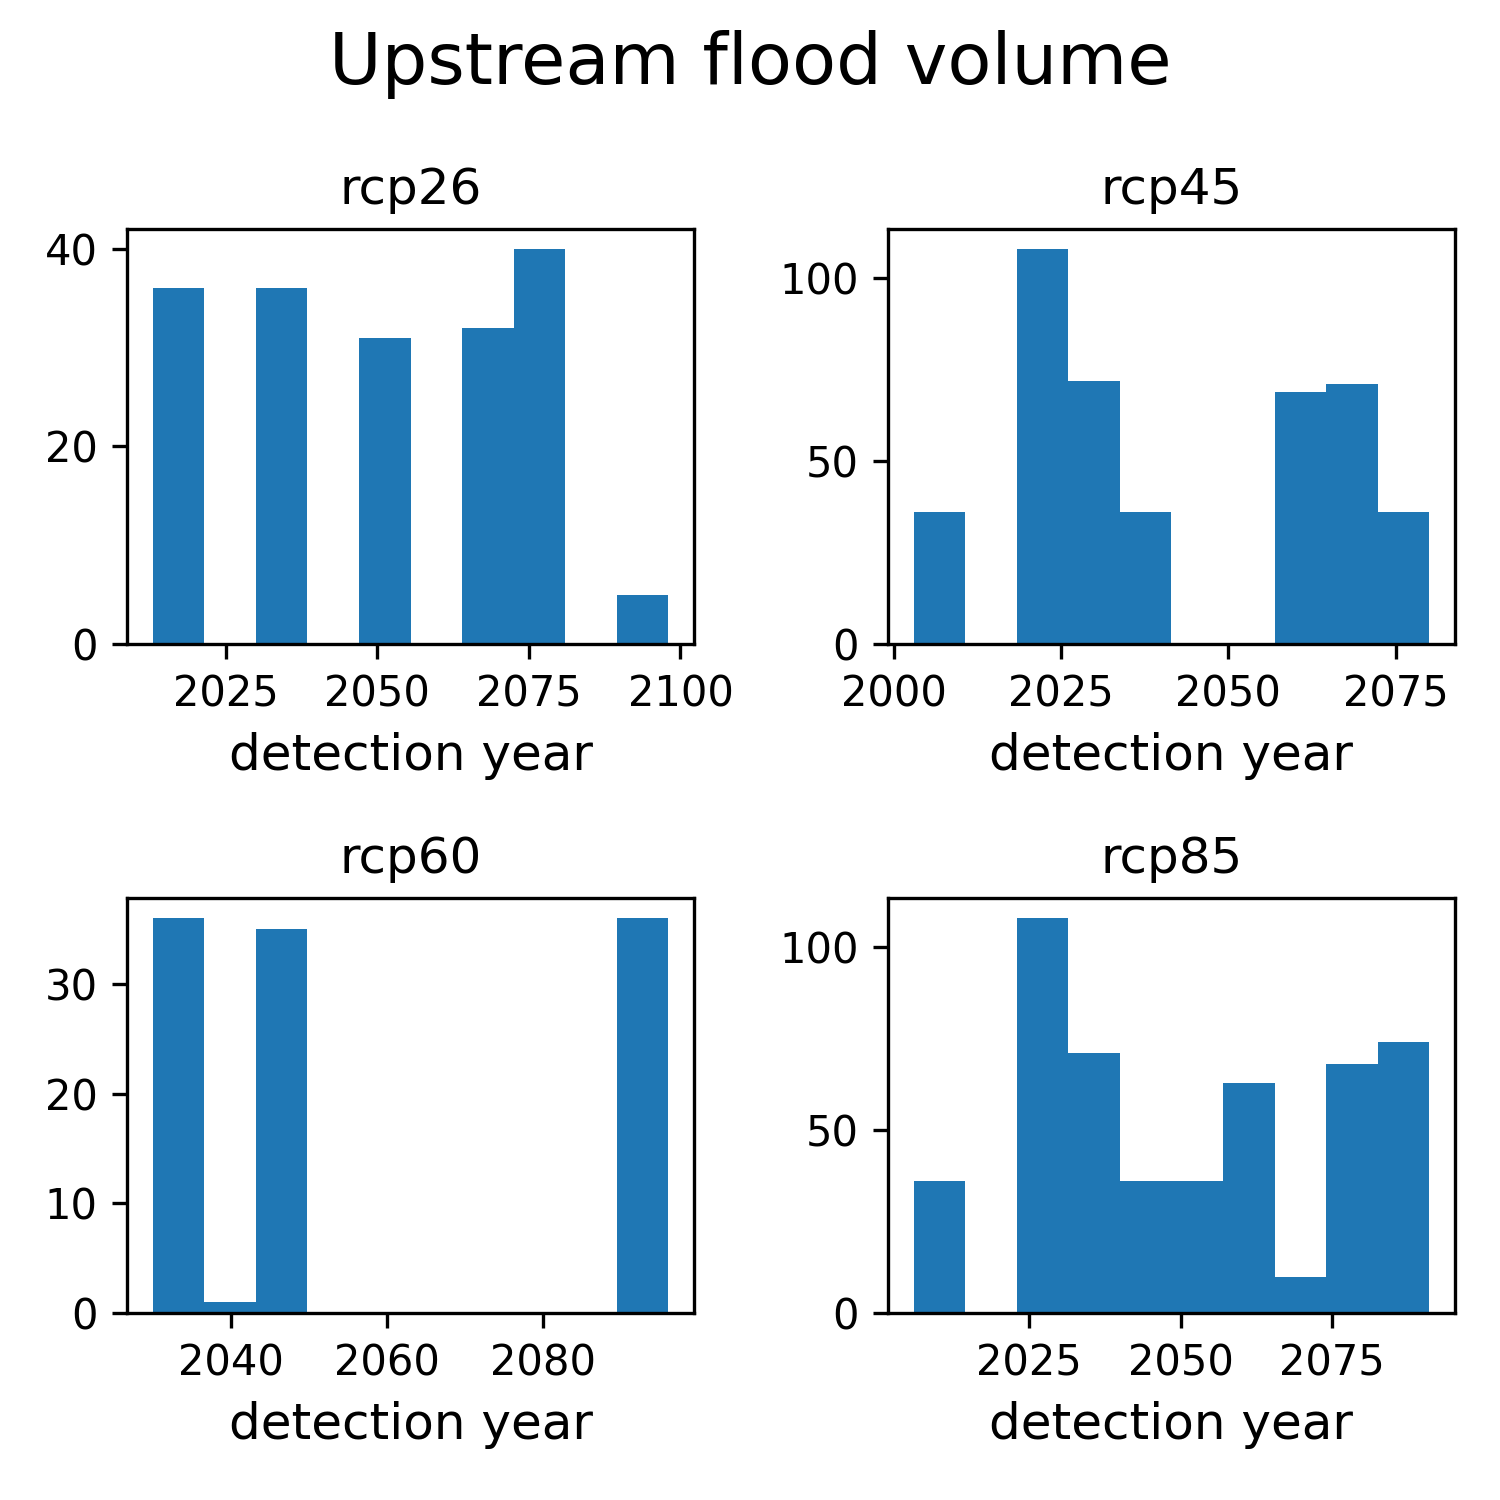 Upstream flood volume
rcp26
40
20
0
2025 2050 2075 2100
detection year
rcp45
100
50
0
2000 2025 2050 2075
detection year
rcp60
30
20
10
0
2040 2060 2080
detection year
rcp85
100
50
0
2025 2050 2075
detection year